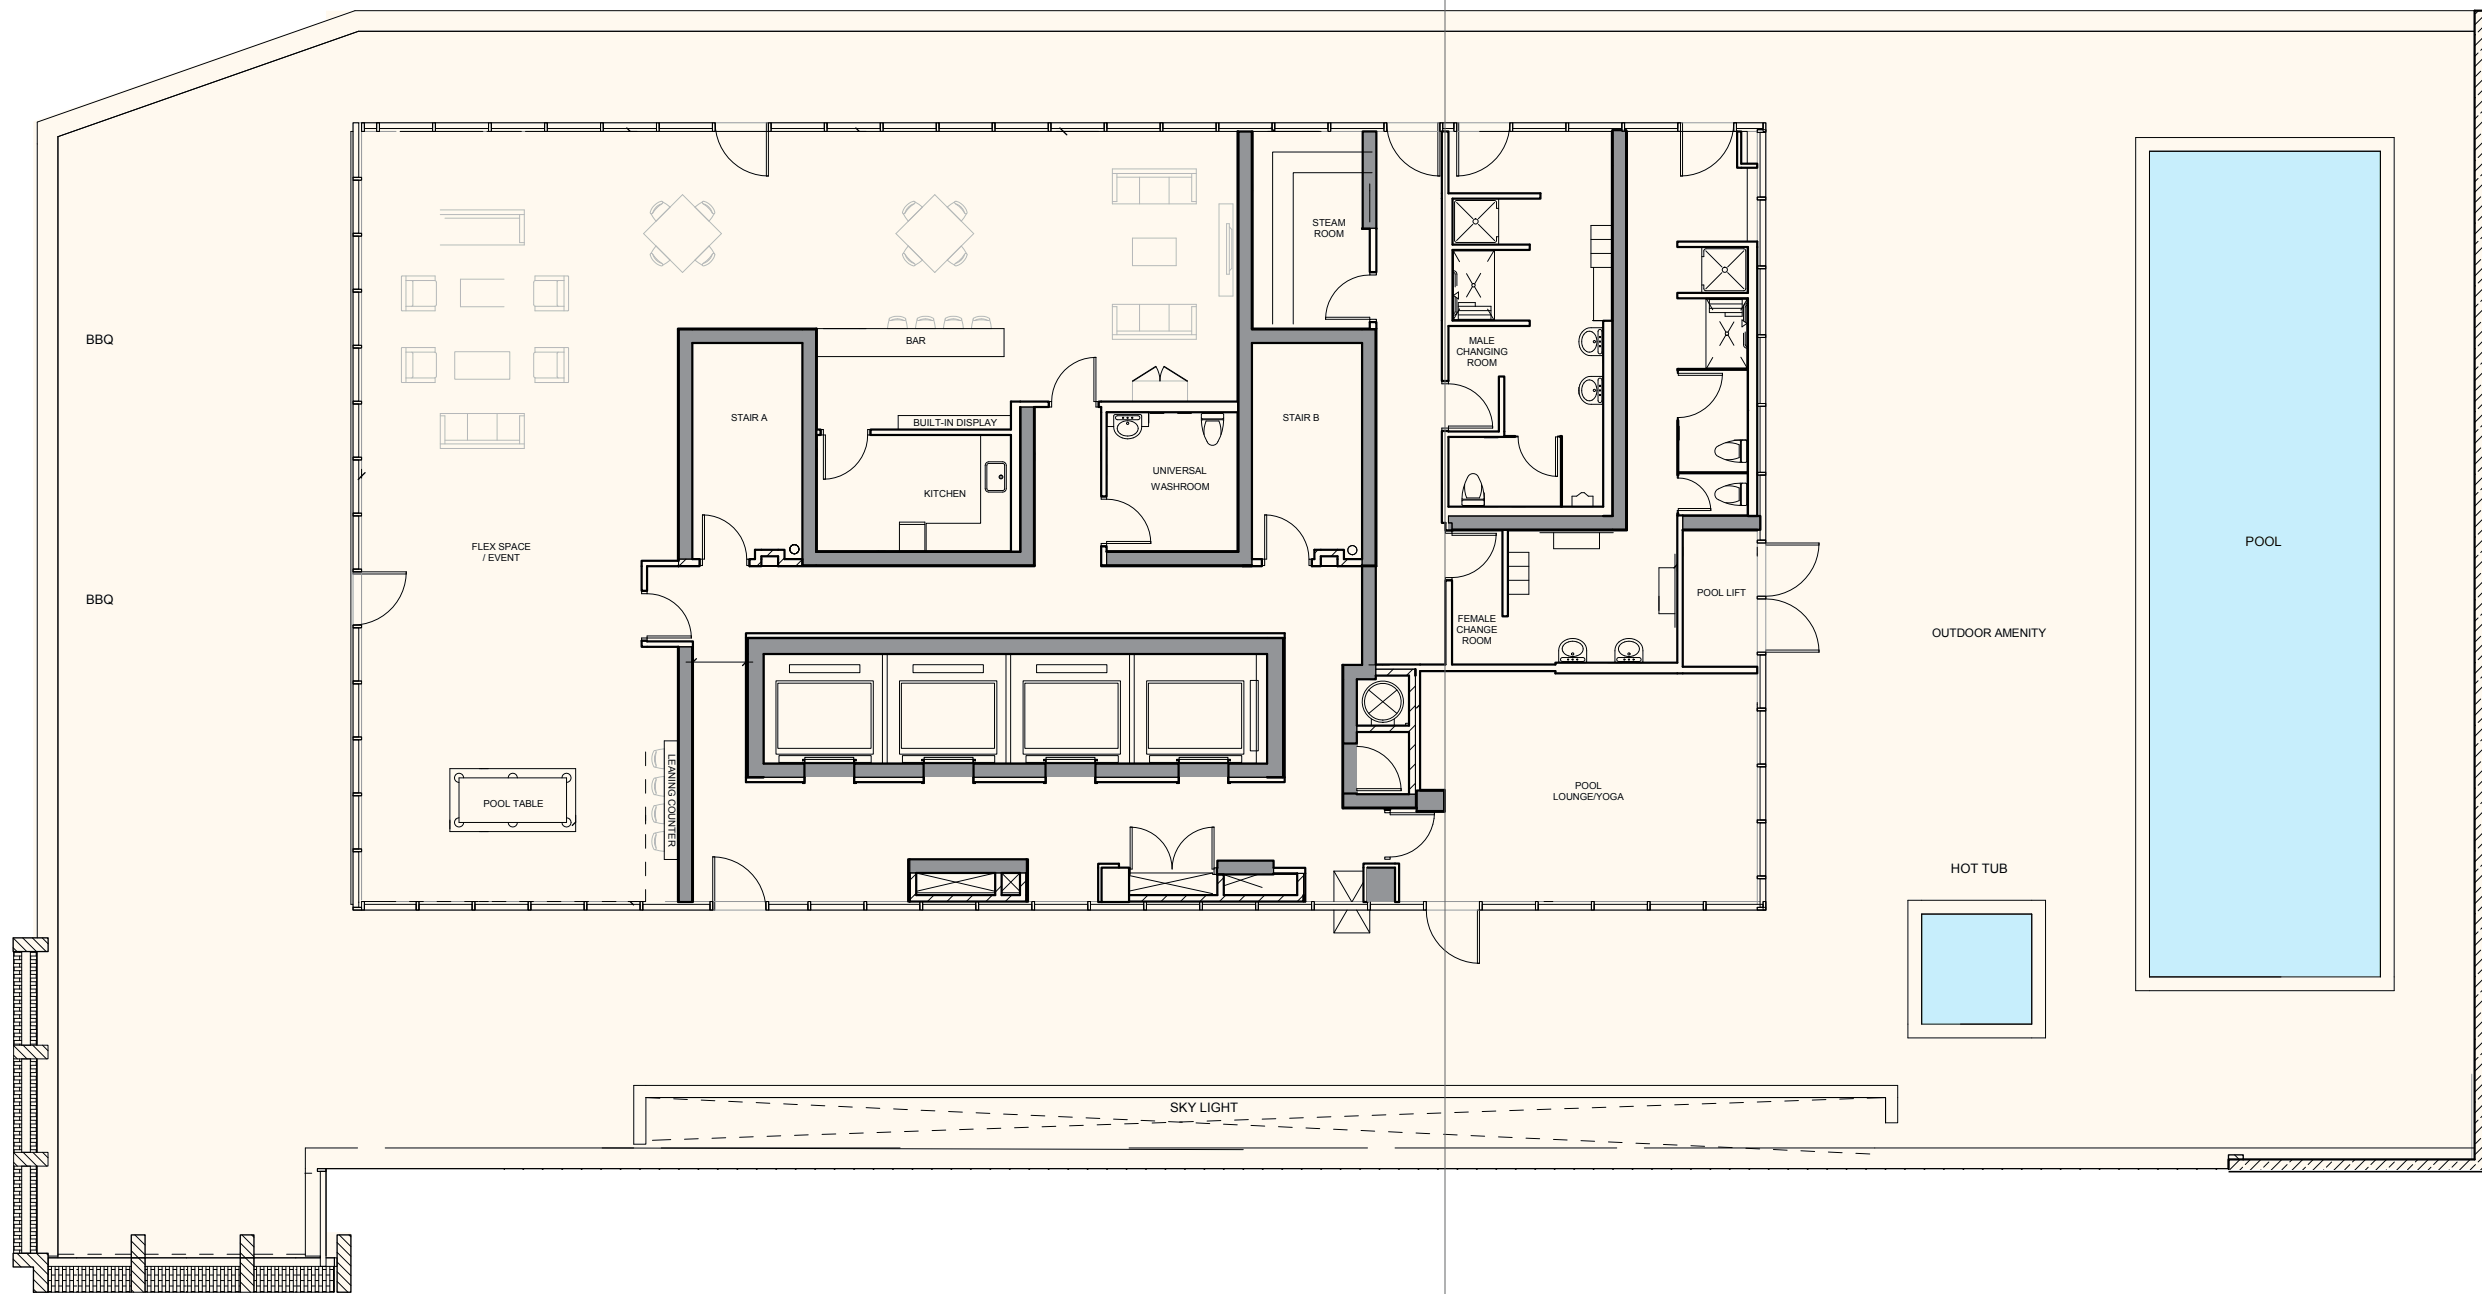 STEAM
ROOM
BBQ
BAR
MALE
CHANGING
ROOM
STAIR A
STAIR B
BUILT-IN DISPLAY
UNIVERSAL
WASHROOM
KITCHEN
FLEX SPACE
/ EVENT
POOL
BBQ
POOL LIFT
FEMALE
CHANGE
ROOM
OUTDOOR AMENITY
LEANING COUNTER
POOL TABLE
POOL
LOUNGE/YOGA
HOT TUB
SKY LIGHT